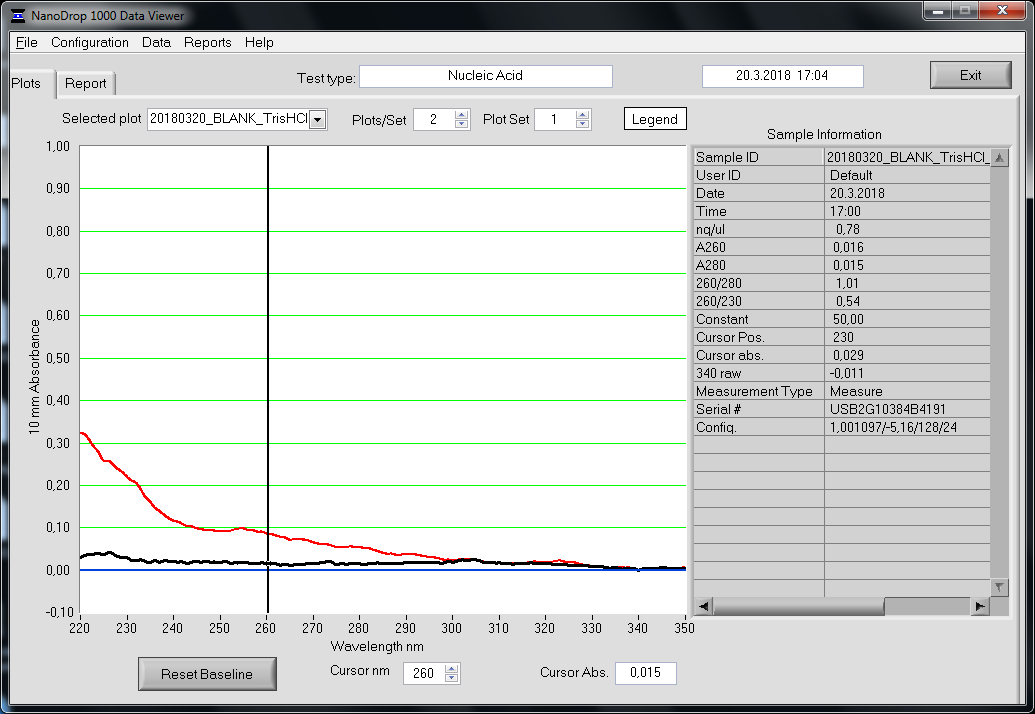 NanoDrop 1000 Data Viewer
File Configuration Data Reports Help
Plots Report Test type: Nucleic Acid 20.3.2018 17:04 Exit
Selected plot 20180320_BLANK_TrisHCl Plots/Set 2 Plot Set 1 Legend
Sample Information
Sample ID 20180320_BLANK_TrisHCl_
User ID Default
Date 20.3.2018
Time 17:00
ng/ul 0,78
A260 0,016
A280 0,015
260/280 1,01
260/230 0,54
Constant 50,00
Cursor Pos. 230
Cursor abs. 0,029
340 raw -0,011
Measurement Type Measure
Serial # USB2G10384B4191
Config. 1,001097/-5,16/128/24
10 mm Absorbance
1,00
0,90
0,80
0,70
0,60
0,50
0,40
0,30
0,20
0,10
0,00
-0,10
220 230 240 250 260 270 280 290 300 310 320 330 340 350
Wavelength nm
Reset Baseline Cursor nm 260 Cursor Abs. 0,015